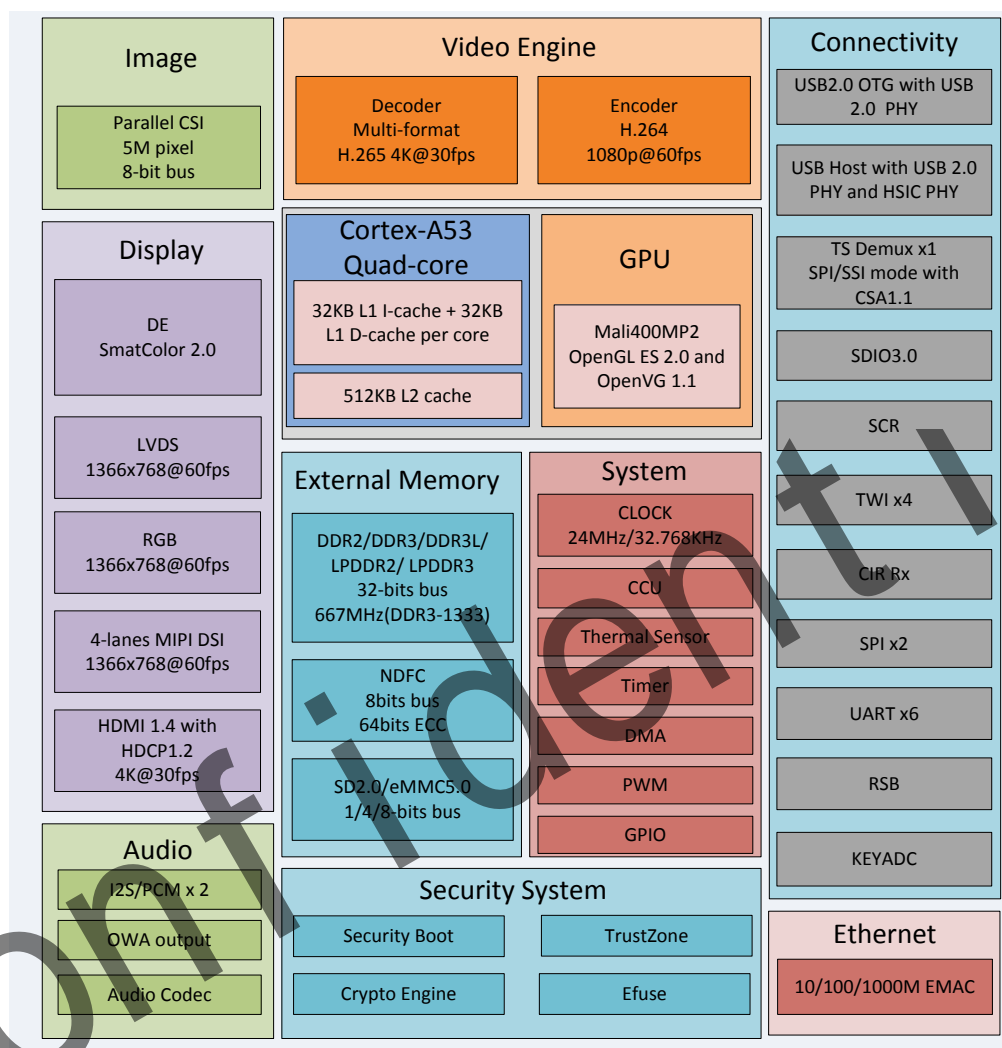 Image
Parallel CSI
5M pixel
8-bit bus
Video Engine
Decoder
Multi-format
H.265 4K@30fps
Encoder
H.264
1080p@60fps
Connectivity
USB2.0 OTG with USB
2.0 PHY
USB Host with USB 2.0
PHY and HSIC PHY
TS Demux x1
SPI/SSI mode with
CSA1.1
SDIO3.0
SCR
TWI x4
CIR Rx
SPI x2
UART x6
RSB
KEYADC
Display
DE
SmatColor 2.0
LVDS
1366x768@60fps
RGB
1366x768@60fps
4-lanes MIPI DSI
1366x768@60fps
HDMI 1.4 with
HDCP1.2
4K@30fps
Cortex-A53
Quad-core
32KB L1 I-cache + 32KB
L1 D-cache per core
512KB L2 cache
GPU
Mali400MP2
OpenGL ES 2.0 and
OpenVG 1.1
External Memory
DDR2/DDR3/DDR3L/
LPDDR2/ LPDDR3
32-bits bus
667MHz(DDR3-1333)
NDFC
8bits bus
64bits ECC
SD2.0/eMMC5.0
1/4/8-bits bus
System
CLOCK
24MHz/32.768KHz
CCU
Thermal Sensor
Timer
DMA
PWM
GPIO
Audio
I2S/PCM x 2
OWA output
Audio Codec
Security System
Security Boot
TrustZone
Crypto Engine
Efuse
Ethernet
10/100/1000M EMAC
onfidenti